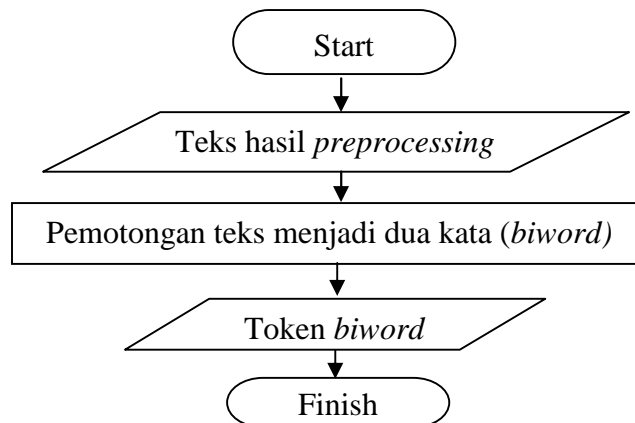 Start
Teks hasil preprocessing
Pemotongan teks menjadi dua kata (biword)
Token biword
Finish